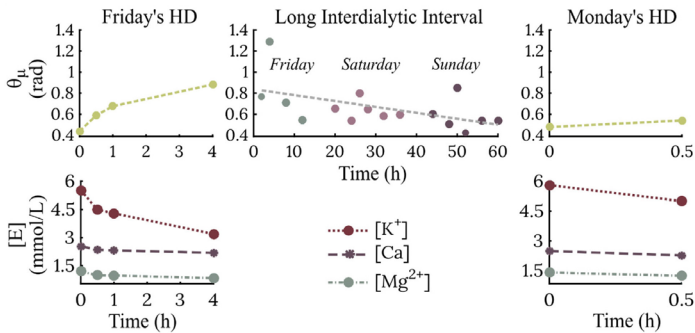 Friday's HD
Long Interdialytic Interval
Monday's HD
θμ
(rad)
1.4
1.2
1
0.8
0.6
0.4
0
1
4
1.4
1.2
1
0.8
0.6
0.4
Friday
Saturday
Sunday
0
10
20
30
40
50
60
Time (h)
1.4
1.2
1
0.8
0.6
0.4
0
0.5
[E]
(mmol/L)
6
4.5
3
1.5
0
1
4
Time (h)
[K⁺]
[Ca]
[Mg²⁺]
6
4.5
3
1.5
0
0.5
Time (h)